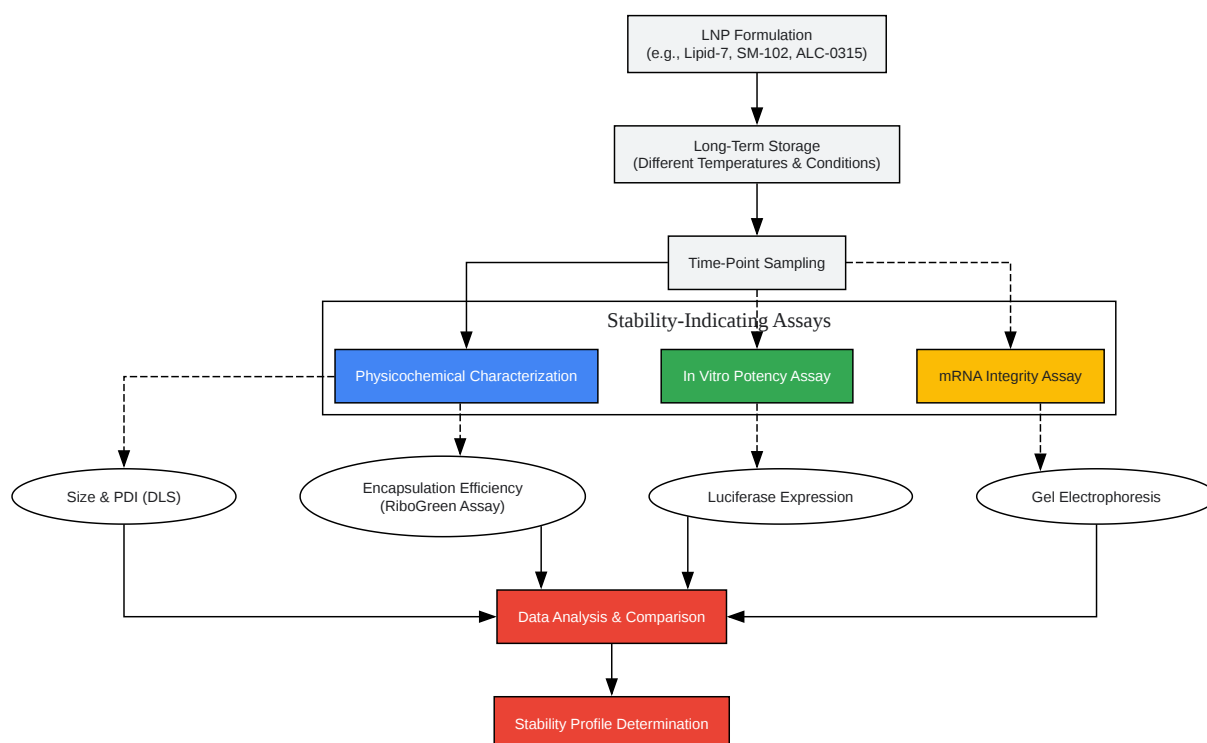 LNP Formulation
(e.g., Lipid-7, SM-102, ALC-0315)
Long-Term Storage
(Different Temperatures & Conditions)
Time-Point Sampling
Stability-Indicating Assays
Physicochemical Characterization
In Vitro Potency Assay
mRNA Integrity Assay
Size & PDI (DLS)
Encapsulation Efficiency
(RiboGreen Assay)
Luciferase Expression
Gel Electrophoresis
Data Analysis & Comparison
Stability Profile Determination